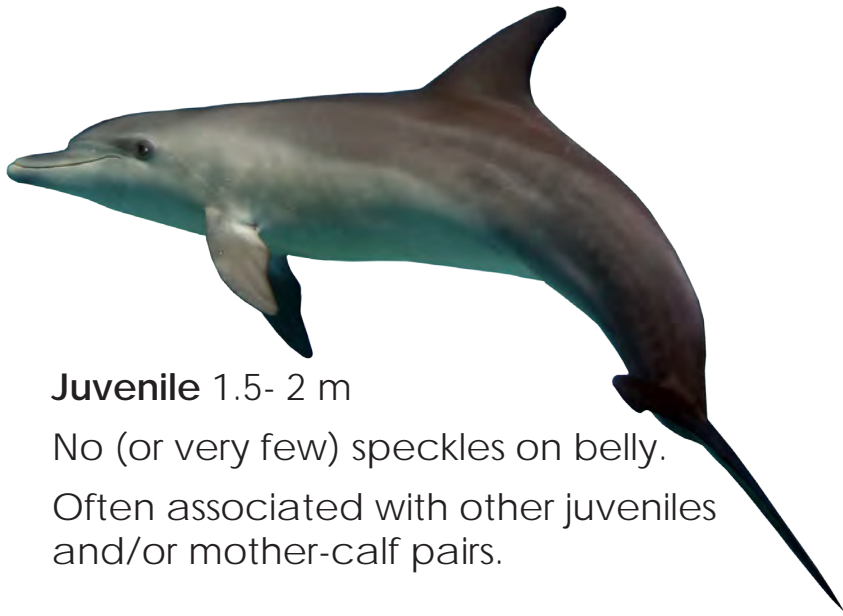 Juvenile 1.5- 2 m
No (or very few) speckles on belly.
Often associated with other juveniles
and/or mother-calf pairs.